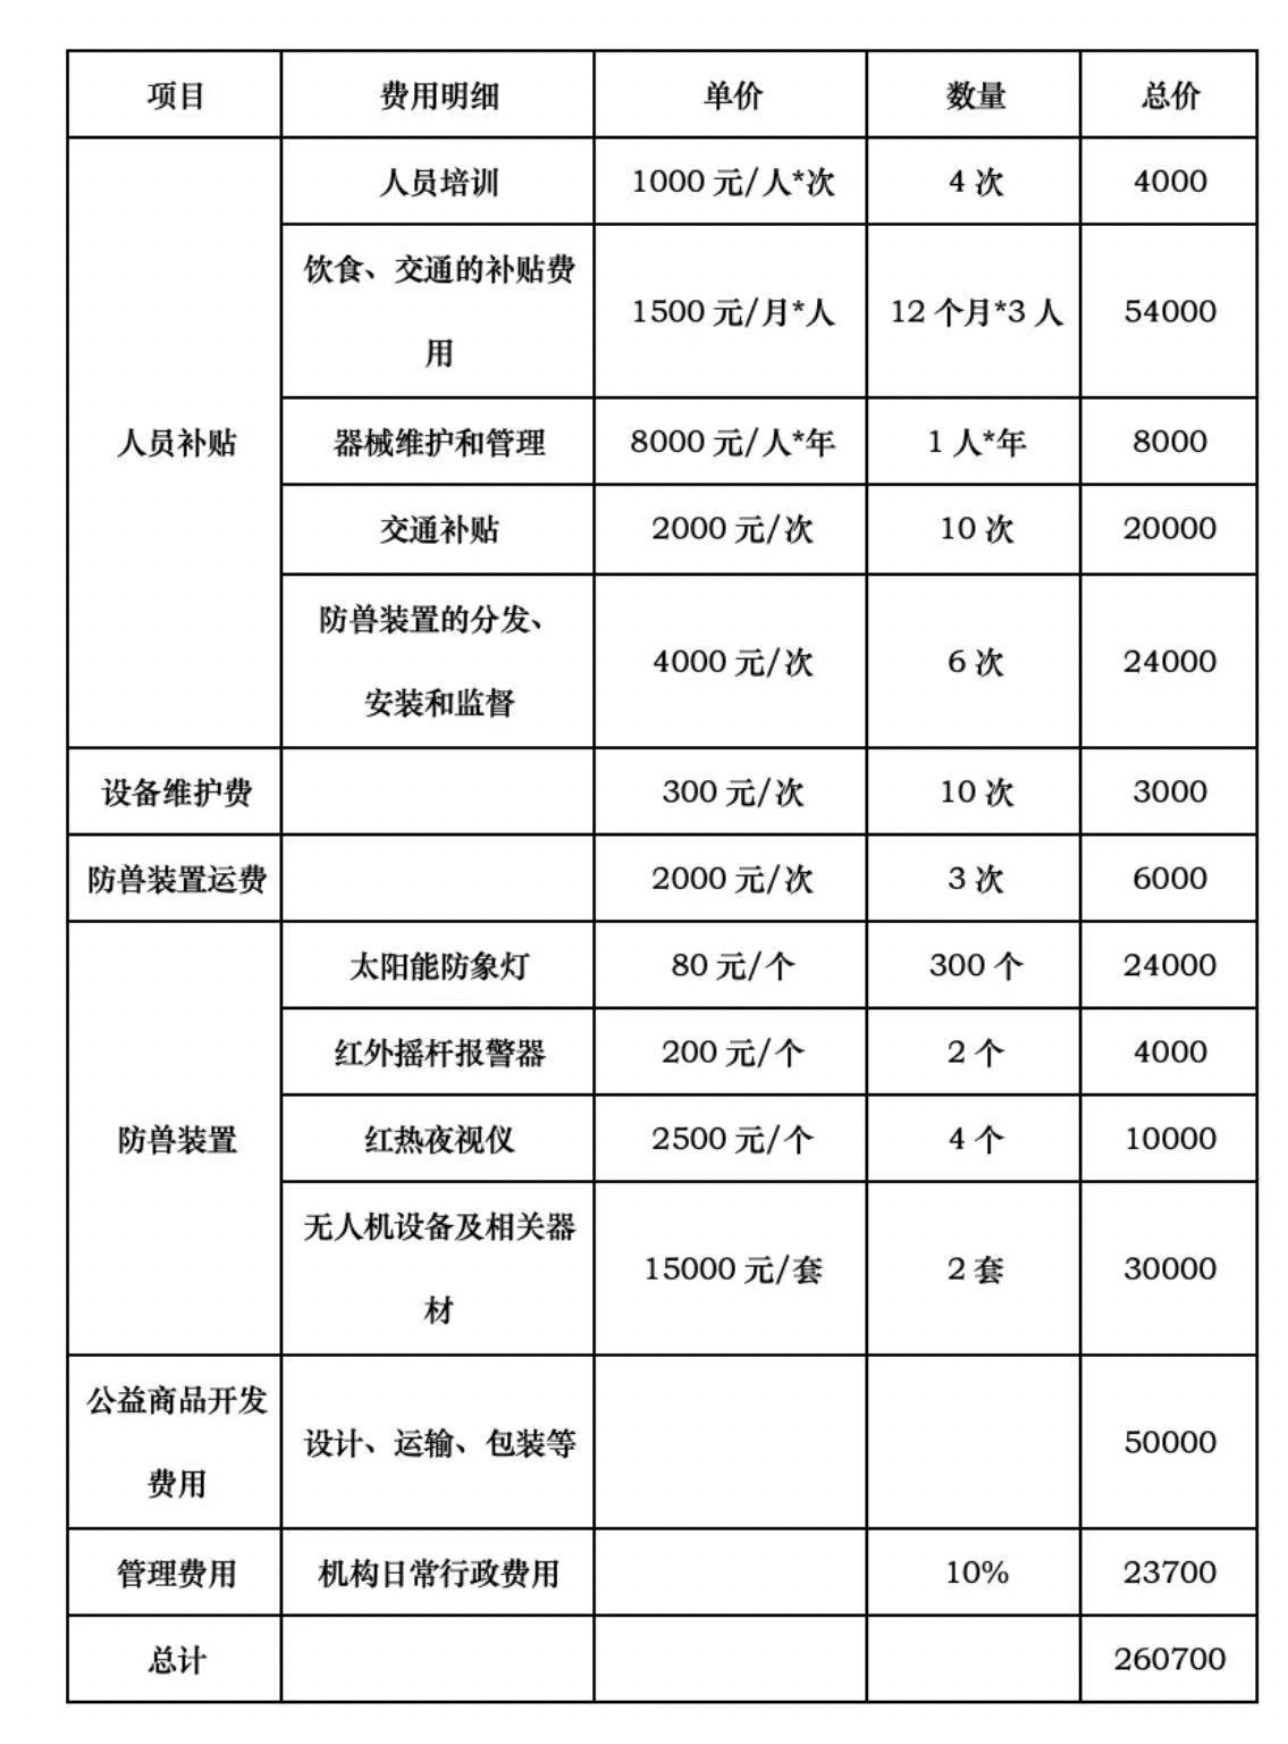 项目 费用明细 单价 数量 总价
人员培训 1000 元/人*次 4 次 4000
饮食、交通的补贴费
用
1500 元/月*人 12 个月*3 人 54000
人员补贴 器械维护和管理 8000 元/人*年 1 人*年 8000
交通补贴 2000 元/次 10 次 20000
防兽装置的分发、
安装和监督
4000 元/次 6 次 24000
设备维护费 300 元/次 10 次 3000
防兽装置运费 2000 元/次 3 次 6000
太阳能防象灯 80 元/个 300 个 24000
红外摇杆报警器 200 元/个 2 个 4000
防兽装置 红热夜视仪 2500 元/个 4 个 10000
无人机设备及相关器
材
15000 元/套 2 套 30000
公益商品开发
费用
设计、运输、包装等 50000
管理费用 机构日常行政费用 10% 23700
总计 260700